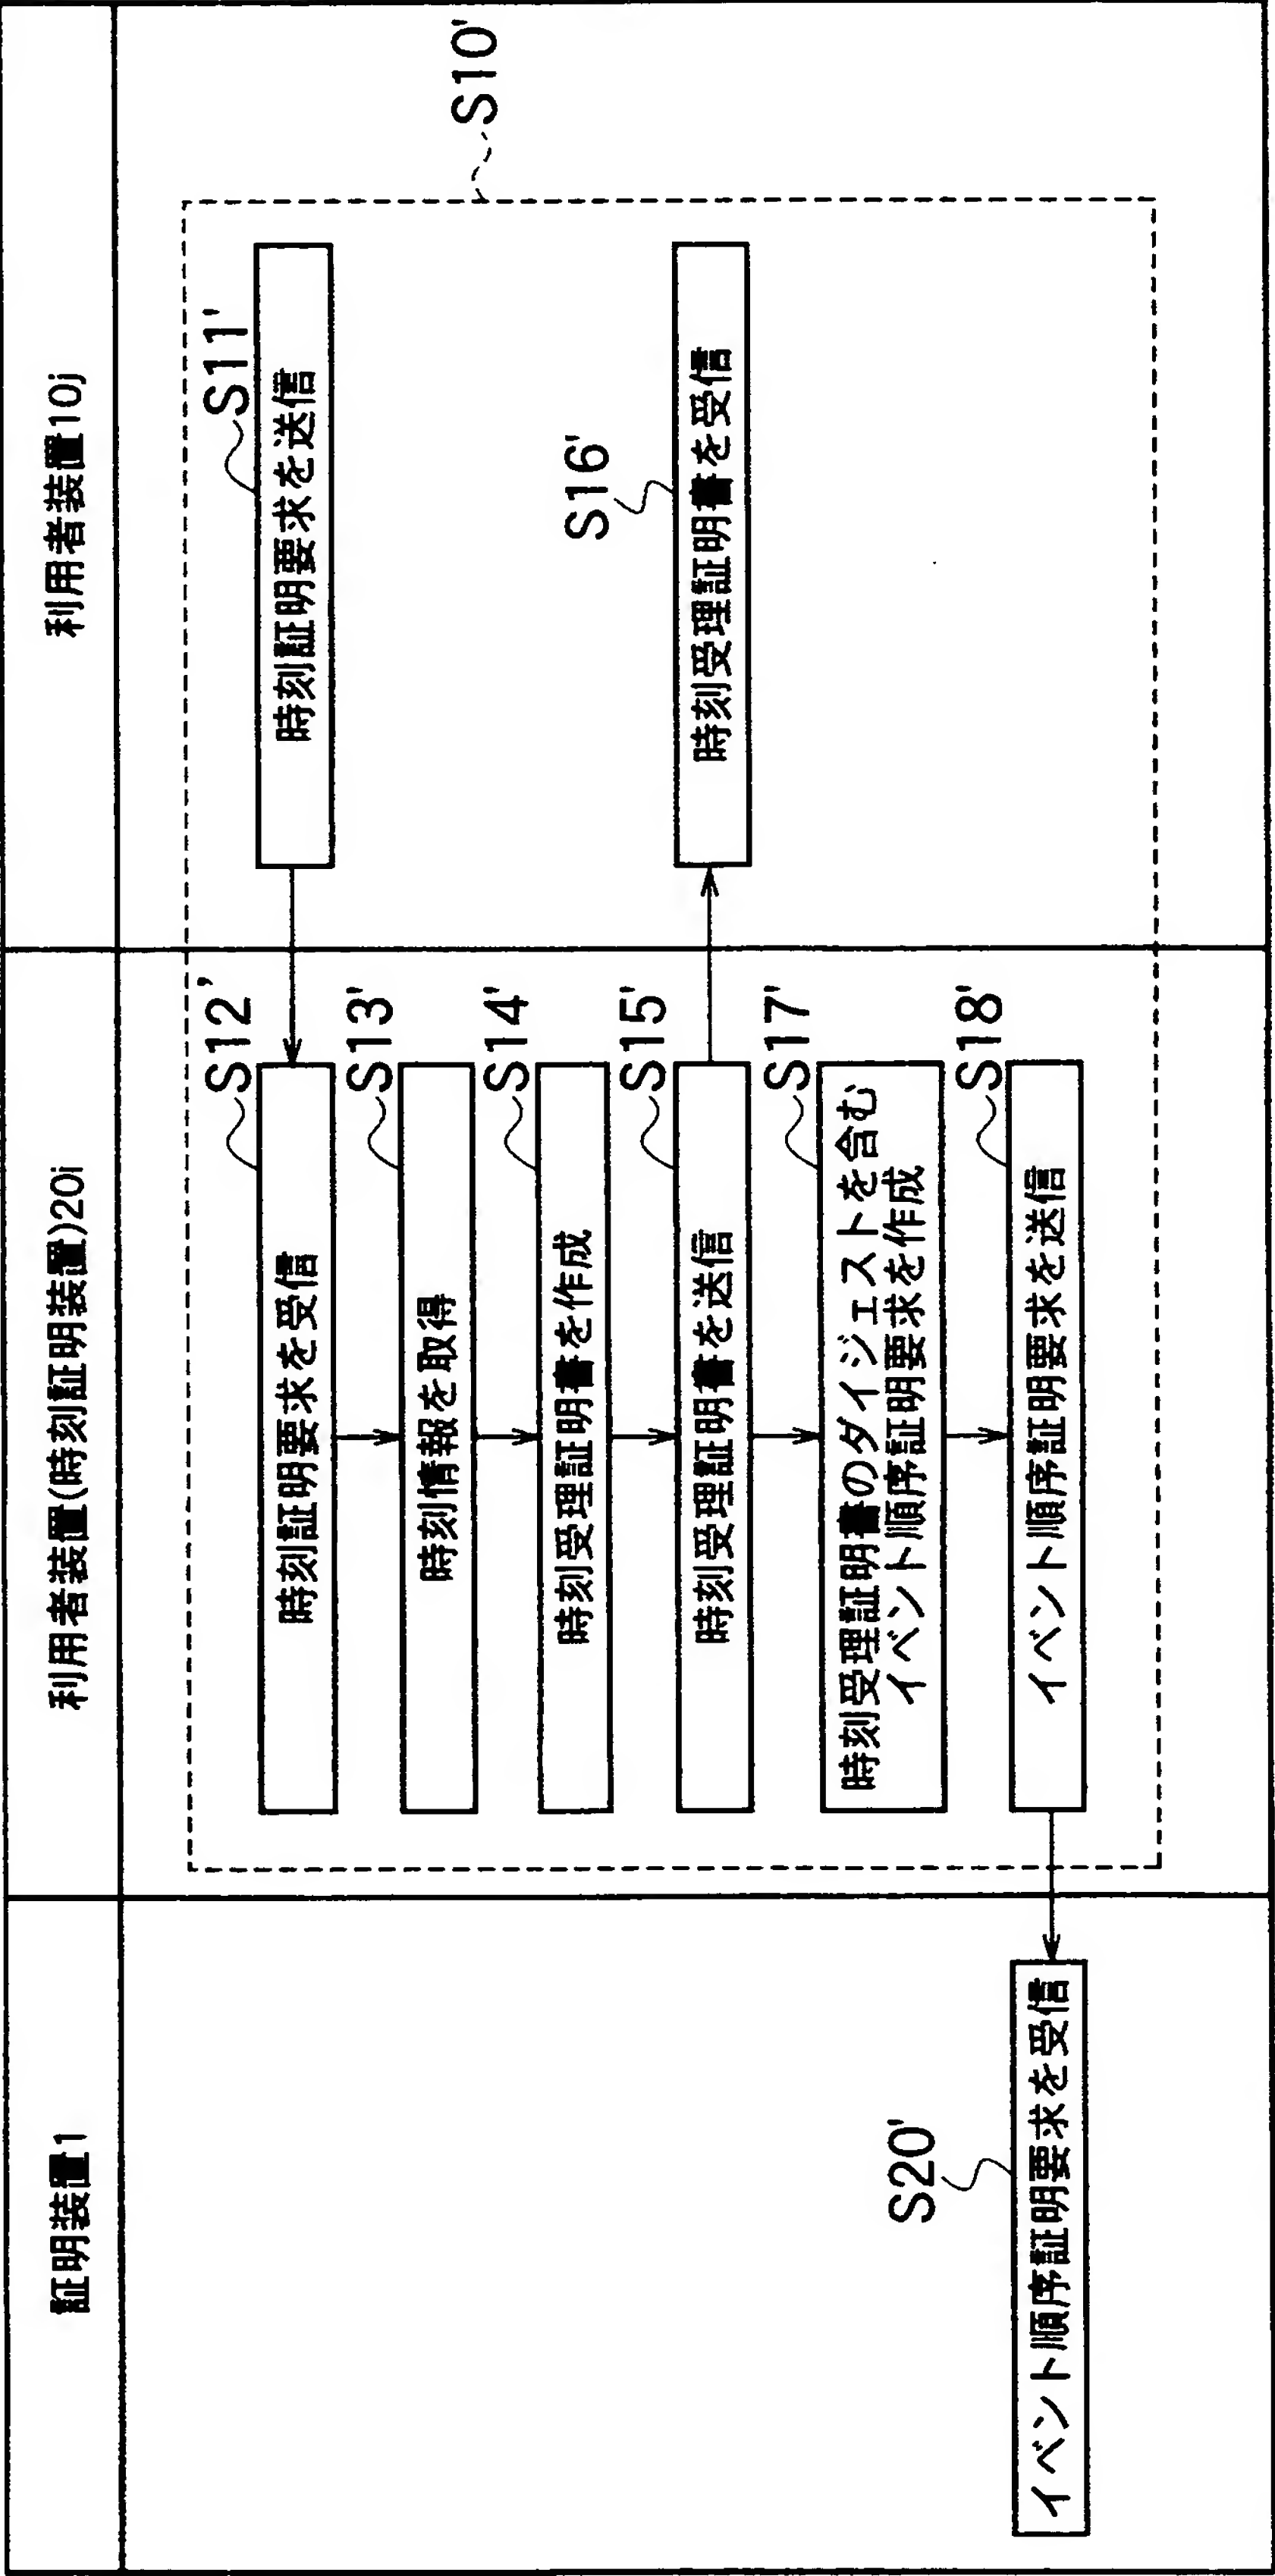 証明装置1
利用者装置(時刻証明装置)20i
利用者装置10j
S10'
S11'
時刻証明要求を送信
S12'
時刻証明要求を受信
S13'
時刻情報を取得
S14'
時刻受理証明書を作成
S15'
時刻受理証明書を送信
S16'
時刻受理証明書を受信
S17'
時刻受理証明書のダイジェストを含む
イベント順序証明要求を作成
S18'
イベント順序証明要求を送信
S20'
イベント順序証明要求を受信